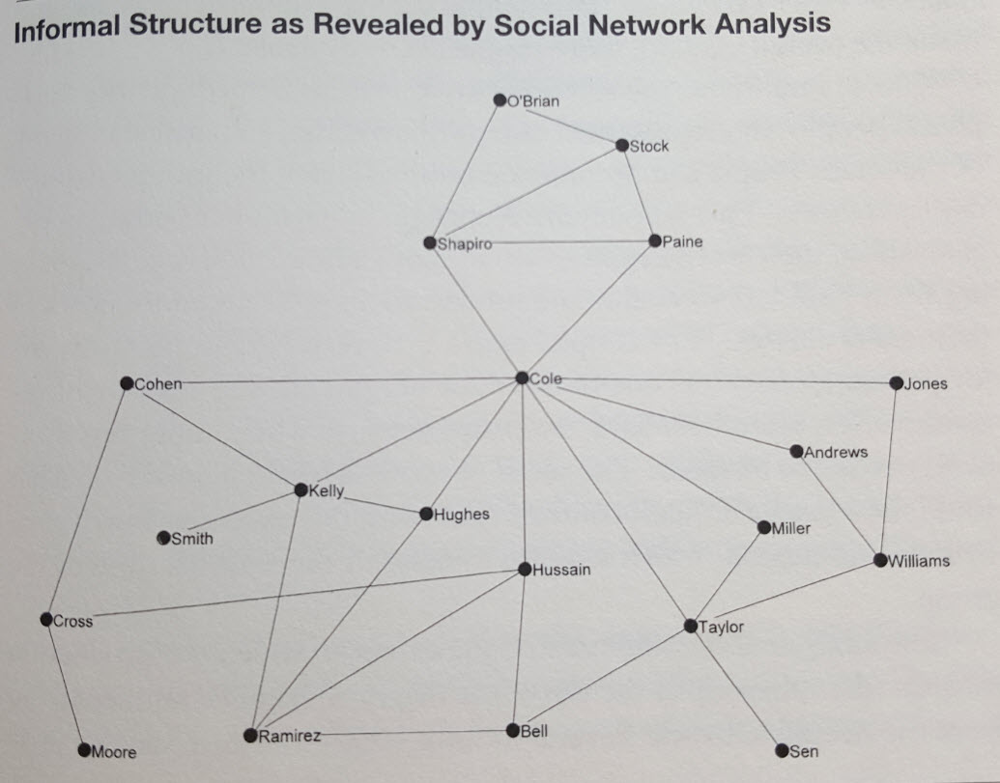 Informal Structure as Revealed by Social Network Analysis
O'Brian
Stock
Shapiro
Paine
Cohen
Cole
Jones
Andrews
Kelly
Hughes
Miller
Smith
Williams
Hussain
Cross
Taylor
Ramirez
Bell
Moore
Sen